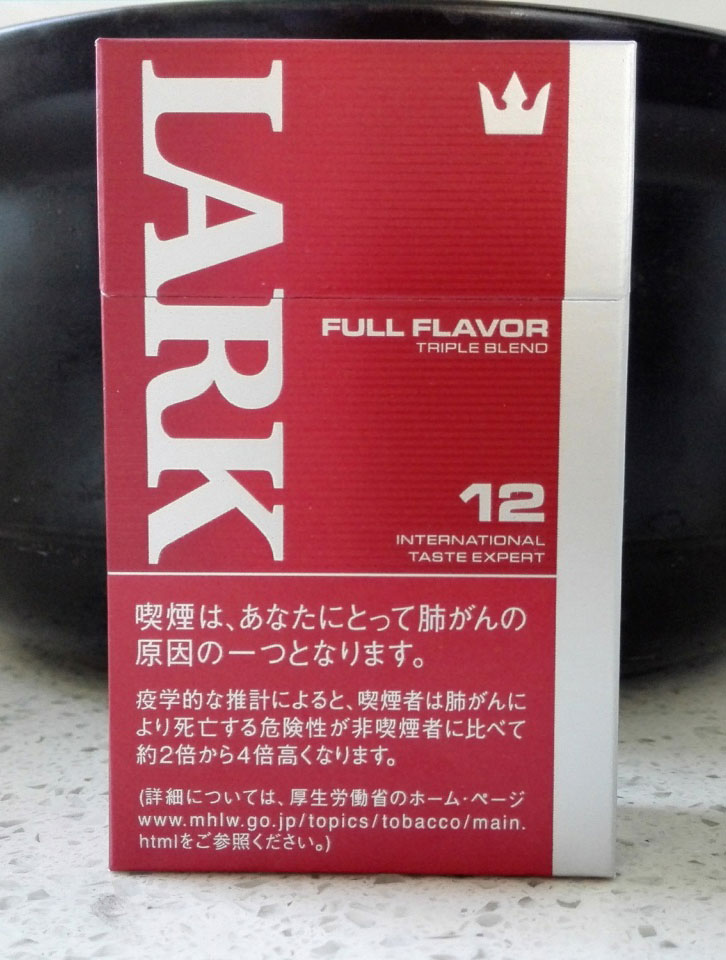 LARK
FULL FLAVOR
TRIPLE BLEND
12
INTERNATIONAL
TASTE EXPERT
喫煙は、あなたにとって肺がんの
原因の一つとなります。
疫学的な推計によると、喫煙者は肺がんに
より死亡する危険性が非喫煙者に比べて
約2倍から4倍高くなります。
(詳細については、厚生労働省のホーム・ページ
www.mhlw.go.jp/topics/tobacco/main.
htmlをご参照ください。)